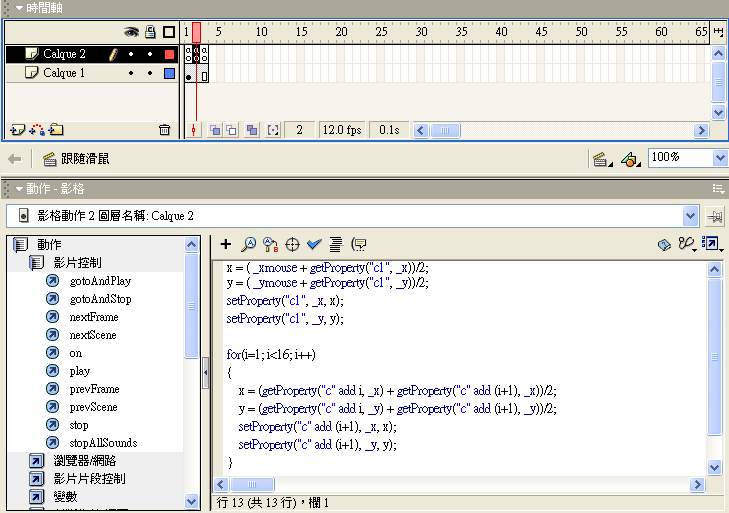 時間軸
1 5 10 15 20 25 30 35 40 45 50 55 60 65
Calque 2
Calque 1
2 12.0 fps 0.1s
跟隨滑鼠 100%
動作 - 影格
影格動作 2 圖層名稱: Calque 2
動作
影片控制
gotoAndPlay
gotoAndStop
nextFrame
nextScene
on
play
prevFrame
prevScene
stop
stopAllSounds
瀏覽器/網路
影片片段控制
變數
x = ( _xmouse + getProperty("c1", _x))/2;
y = ( _ymouse + getProperty("c1", _y))/2;
setProperty("c1", _x, x);
setProperty("c1", _y, y);
for(i=1; i<16; i++)
{
x = (getProperty("c" add i, _x) + getProperty("c" add (i+1), _x))/2;
y = (getProperty("c" add i, _y) + getProperty("c" add (i+1), _y))/2;
setProperty("c" add (i+1), _x, x);
setProperty("c" add (i+1), _y, y);
}
行 13 (共 13 行)，欄 1